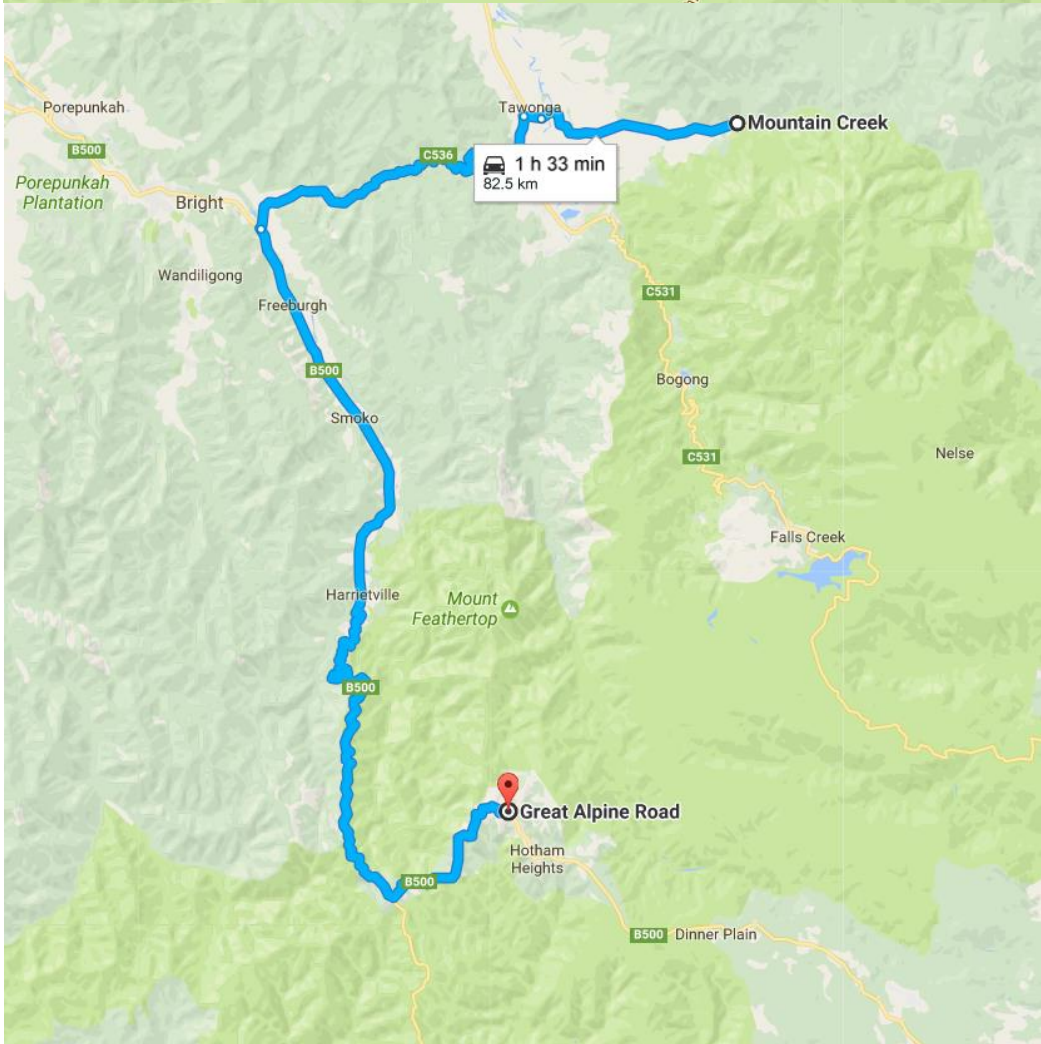 Tawonga
Mountain Creek
Porepunkah
B500
C536
1 h 33 min
82.5 km
Porepunkah
Plantation
Bright
Wandiligong
C531
Freeburgh
B500
Bogong
Smoko
C531
Nelse
Falls Creek
Harrietville
Mount
Feathertop
B500
Great Alpine Road
Hotham
Heights
B500
B500
Dinner Plain